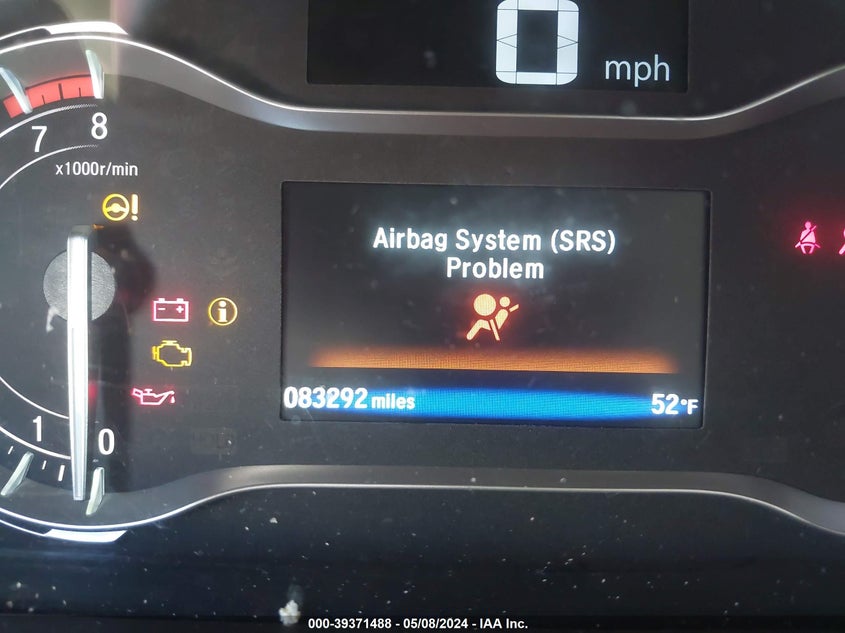 0 mph
8
7
x1000r/min
!
Airbag System (SRS)
Problem
- +
i
083292 miles
52°F
1
0
000-39371488 - 05/08/2024 - IAA Inc.